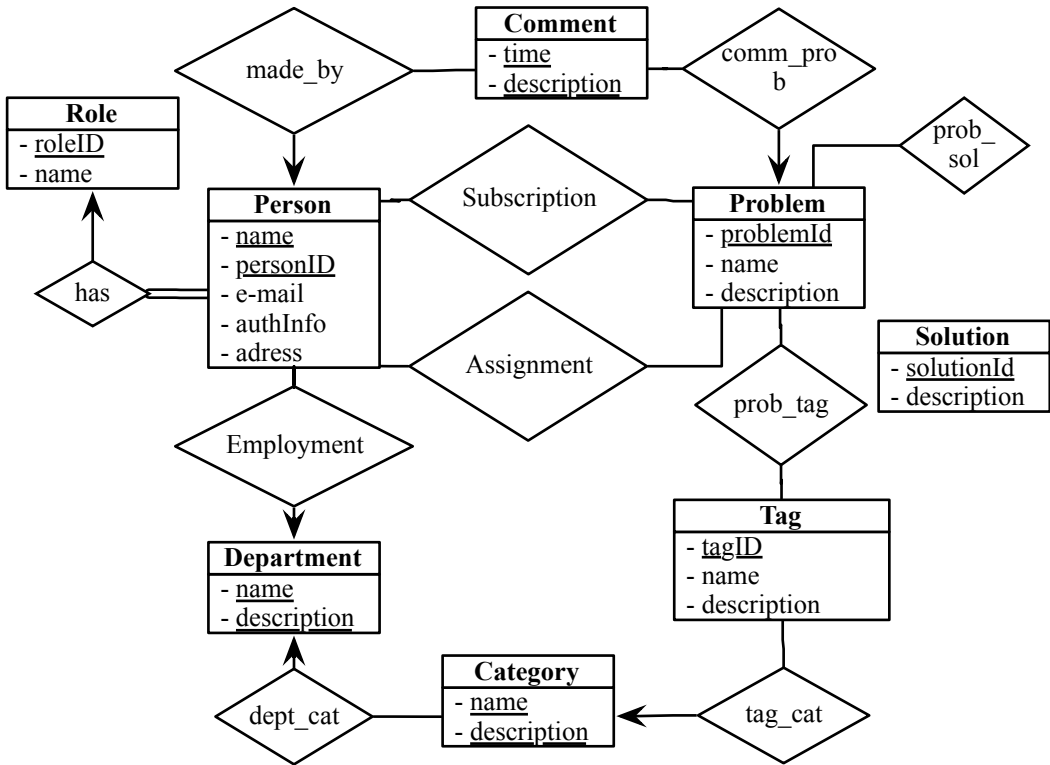 Comment
- time
- description
made_by
comm_pro
b
Role
- roleID
- name
prob_
sol
Person
- name
- personID
- e-mail
- authInfo
- adress
Subscription
Problem
- problemId
- name
- description
has
Assignment
Solution
- solutionId
- description
prob_tag
Employment
Tag
- tagID
- name
- description
Department
- name
- description
Category
- name
- description
dept_cat
tag_cat